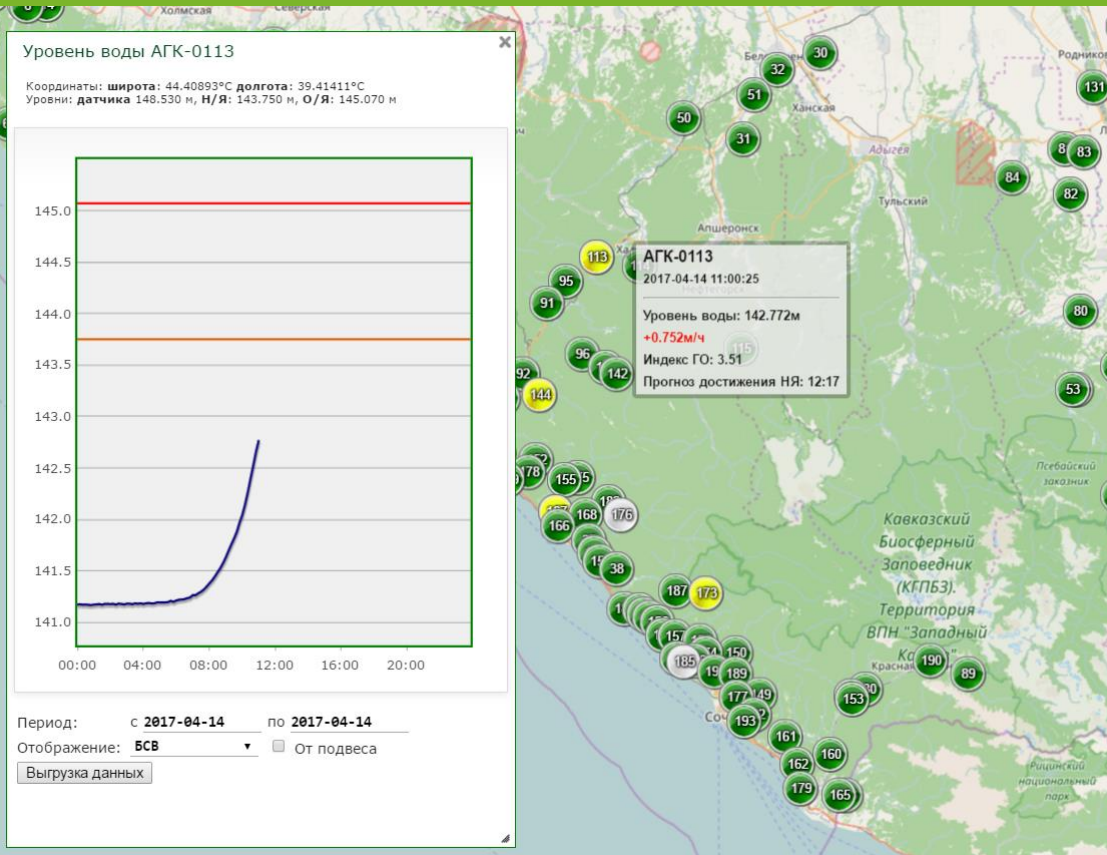 Холмская
Северская
Уровень воды АГК-0113
Координаты: широта: 44.40893°C долгота: 39.41411°C
Уровни: датчика 148.530 м, Н/Я: 143.750 м, О/Я: 145.070 м
145.0
144.5
144.0
143.5
143.0
142.5
142.0
141.5
141.0
00:00 04:00 08:00 12:00 16:00 20:00
Период: с 2017-04-14 по 2017-04-14
Отображение: БСВ От подвеса
Выгрузка данных
30
32
51
50
31
Ханская
131
83
84
82
Адыгея
Тульский
Апшеронск
113
95
91
АГК-0113
2017-04-14 11:00:25
Уровень воды: 142.772м
+0.752м/ч
Индекс ГО: 3.51
Прогноз достижения НЯ: 12:17
115
80
96
142
92
144
53
178
155
168
176
166
38
Псебайский
заказник
Кавказский
Биосферный
Заповедник
(КГПБЗ).
Территория
ВПН "Западный
187
173
157
150
185
189
190
89
177
149
153
193
161
160
162
179
165
Рицинский
национальный
парк